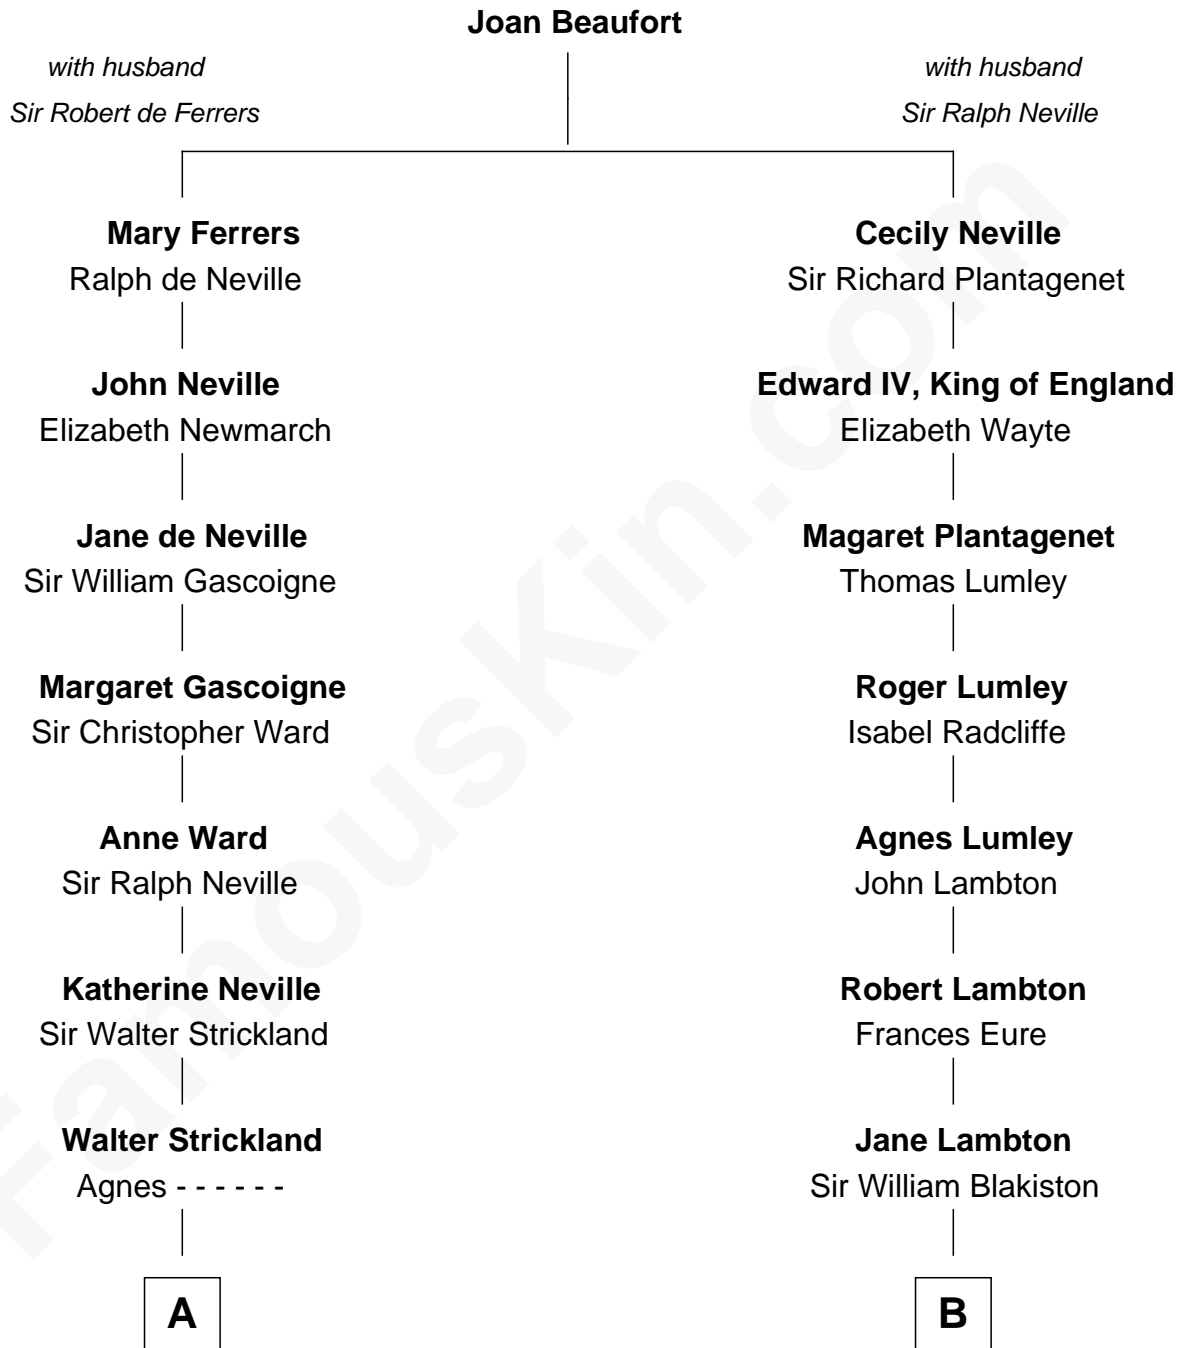 Joan Beaufort
with husband
Sir Robert de Ferrers
with husband
Sir Ralph Neville
Mary Ferrers
Ralph de Neville
John Neville
Elizabeth Newmarch
Jane de Neville
Sir William Gascoigne
Margaret Gascoigne
Sir Christopher Ward
Anne Ward
Sir Ralph Neville
Katherine Neville
Sir Walter Strickland
Walter Strickland
Agnes - - - - - -
A
Cecily Neville
Sir Richard Plantagenet
Edward IV, King of England
Elizabeth Wayte
Magaret Plantagenet
Thomas Lumley
Roger Lumley
Isabel Radcliffe
Agnes Lumley
John Lambton
Robert Lambton
Frances Eure
Jane Lambton
Sir William Blakiston
B
FamousKin.com